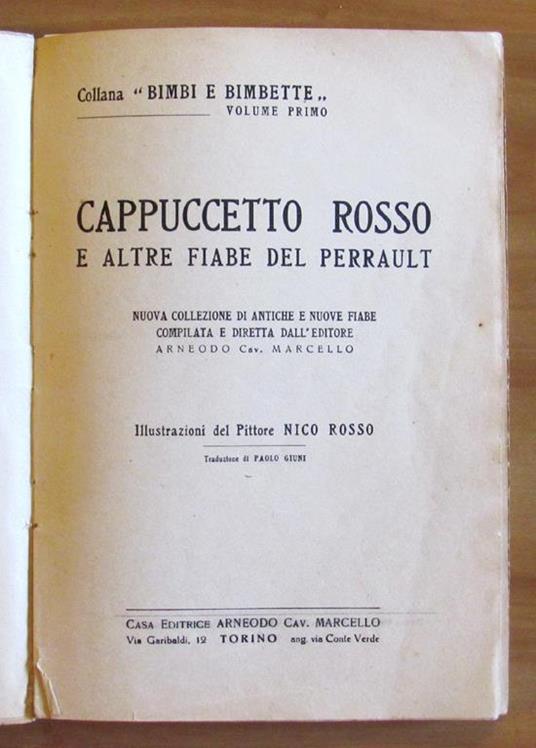 Collana "BIMBI E BIMBETTE„
VOLUME PRIMO
CAPPUCCETTO ROSSO
E ALTRE FIABE DEL PERRAULT
NUOVA COLLEZIONE DI ANTICHE E NUOVE FIABE
COMPILATA E DIRETTA DALL'EDITORE
ARNEODO Cav. MARCELLO
Illustrazioni del Pittore NICO ROSSO
Traduzione di PAOLO GIUNI
CASA EDITRICE ARNEODO CAV. MARCELLO
Via Garibaldi, 12 TORINO ang. via Conte Verde